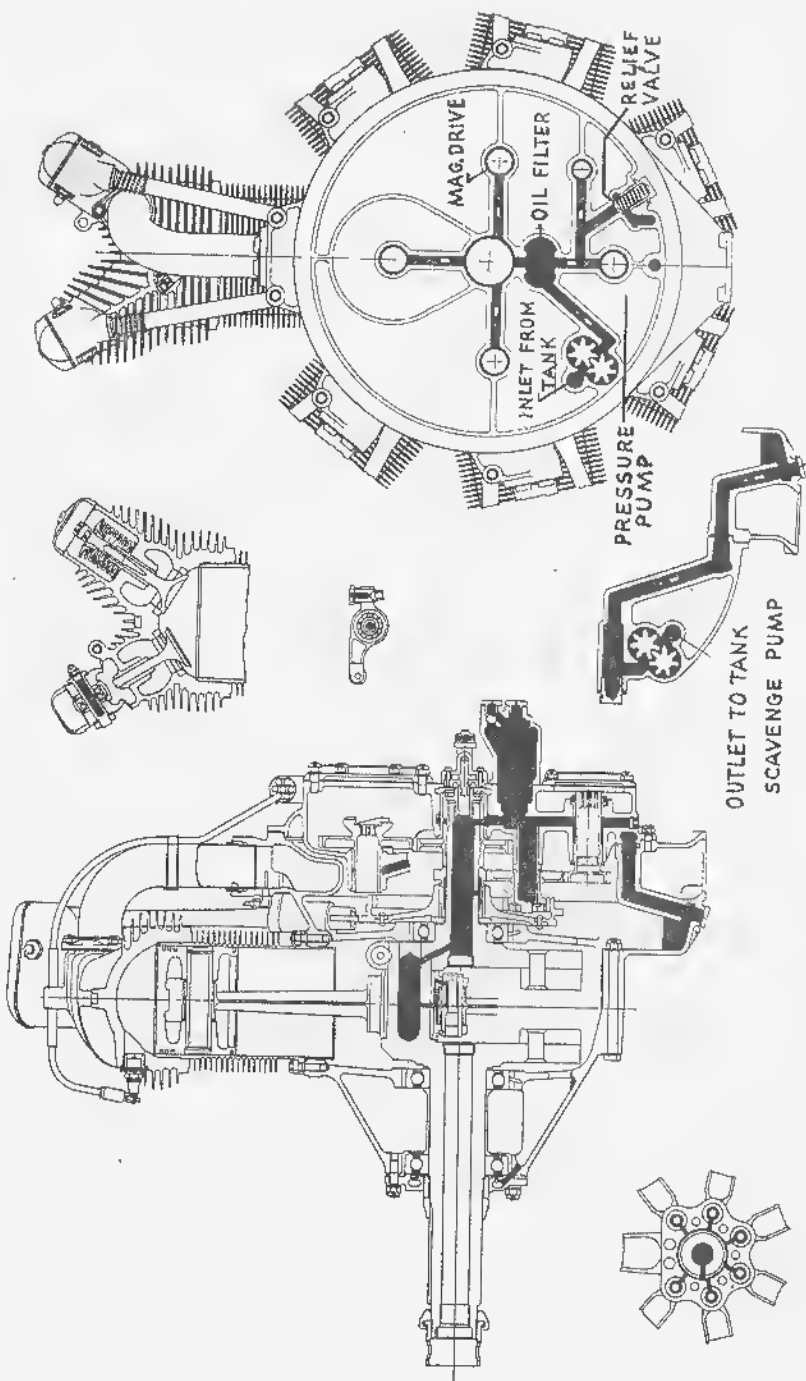 RELIEF
VALVE
MAG. DRIVE
OIL FILTER
INLET FROM
TANK
PRESSURE
PUMP
OUTLET TO TANK
SCAVENGE PUMP